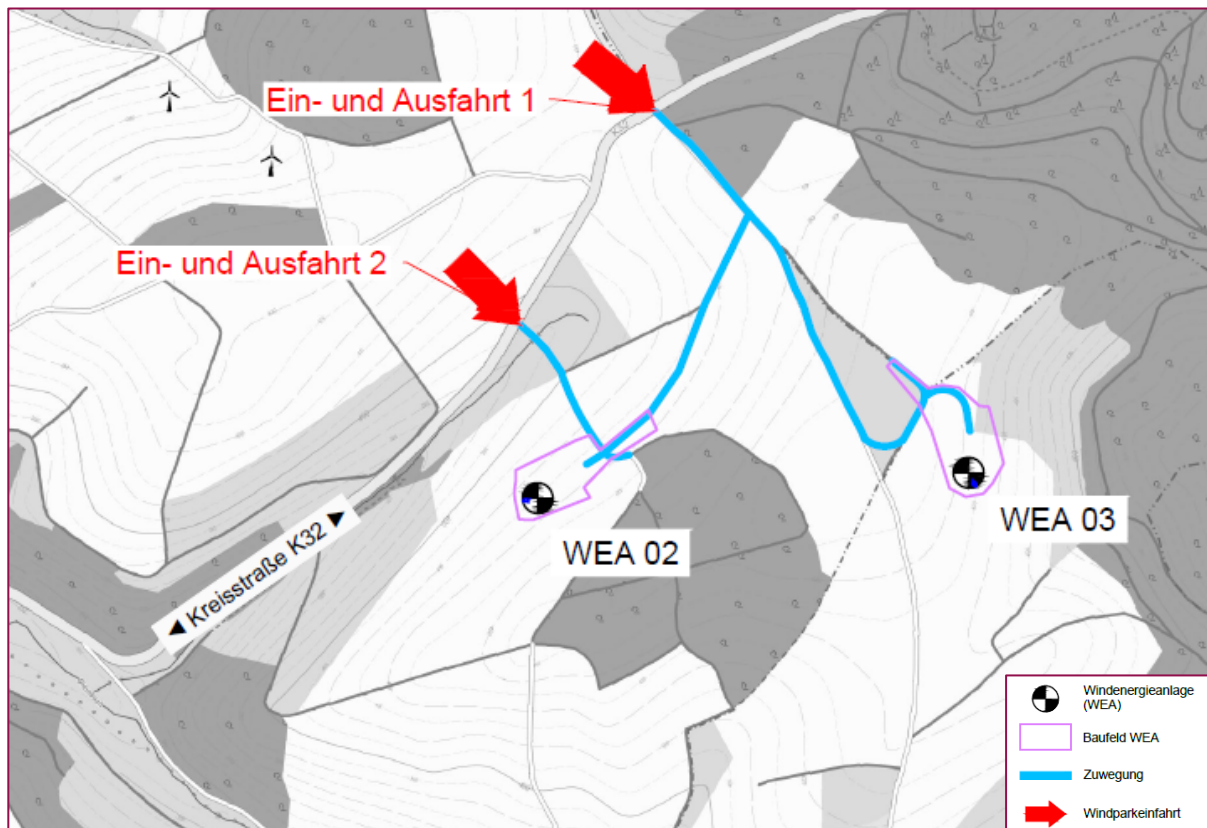 Ein- und Ausfahrt 1
K32
Ein- und Ausfahrt 2
◄ Kreisstraße K32 ►
WEA 02
WEA 03
Windenergieanlage
(WEA)
Baufeld WEA
Zuwegung
Windparkeinfahrt